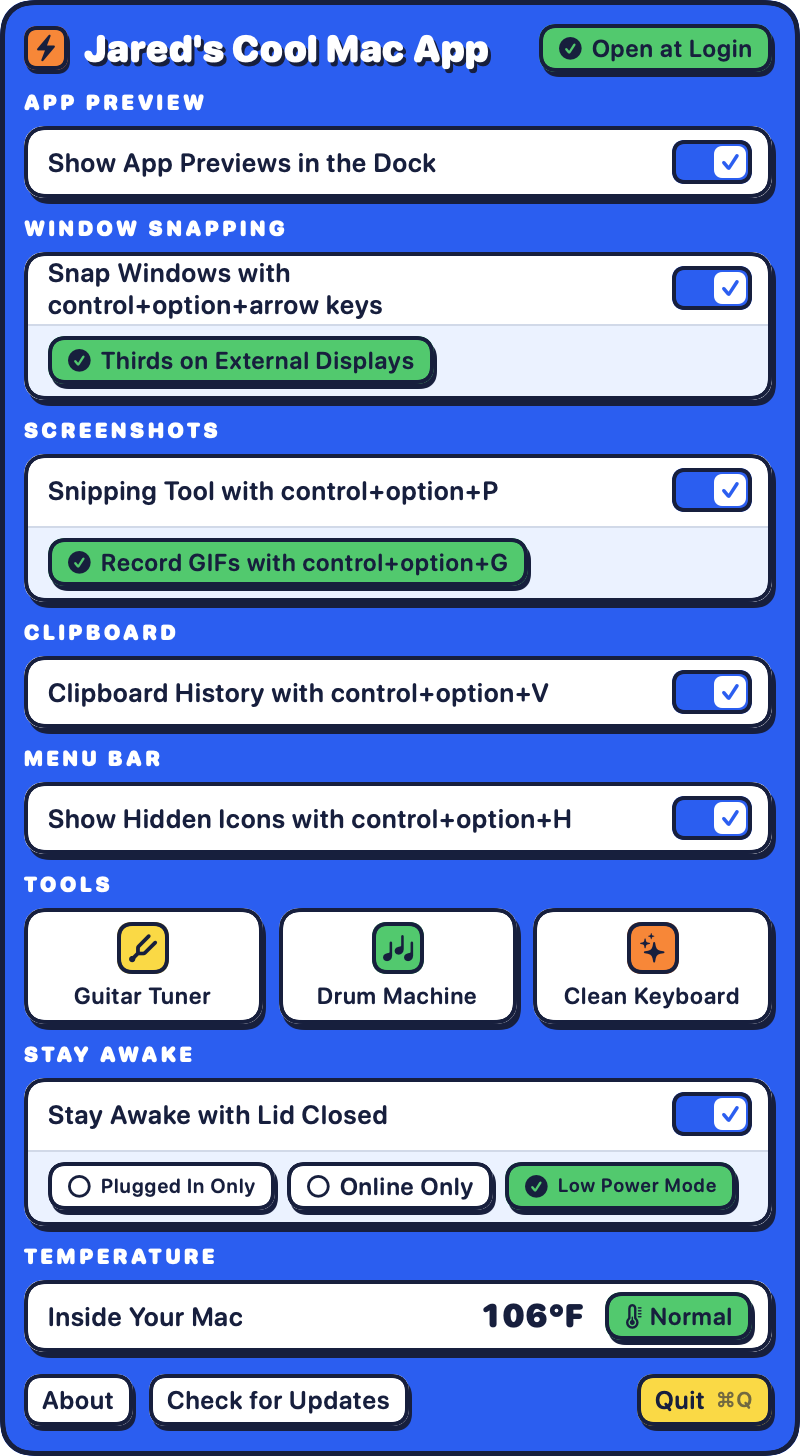 Jared's Cool Mac App
Open at Login
APP PREVIEW
Show App Previews in the Dock
WINDOW SNAPPING
Snap Windows with
control+option+arrow keys
Thirds on External Displays
SCREENSHOTS
Snipping Tool with control+option+P
Record GIFs with control+option+G
CLIPBOARD
Clipboard History with control+option+V
MENU BAR
Show Hidden Icons with control+option+H
TOOLS
Guitar Tuner
Drum Machine
Clean Keyboard
STAY AWAKE
Stay Awake with Lid Closed
Plugged In Only
Online Only
Low Power Mode
TEMPERATURE
Inside Your Mac
106°F
Normal
About
Check for Updates
Quit ⌘Q